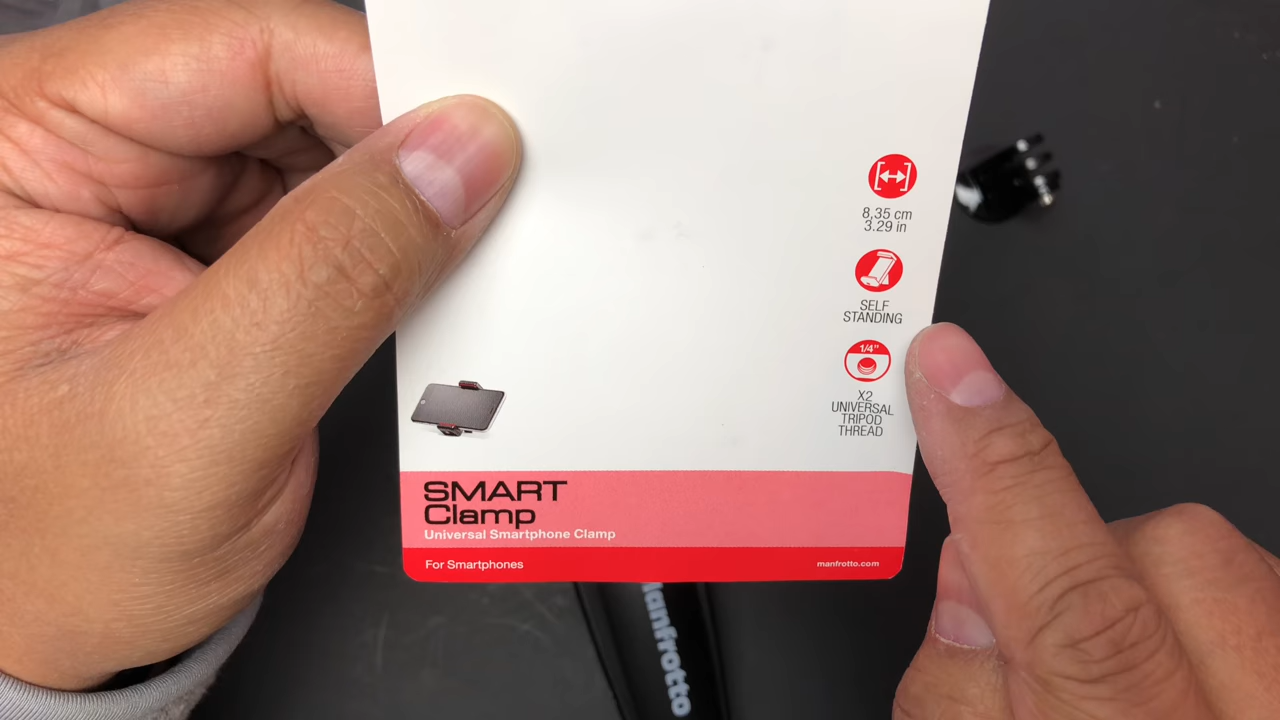 8,35 cm
3.29 in
SELF
STANDING
1/4"
X2
UNIVERSAL
TRIPOD
THREAD
SMART
Clamp
Universal Smartphone Clamp
For Smartphones
manfrotto.com
Manfrotto